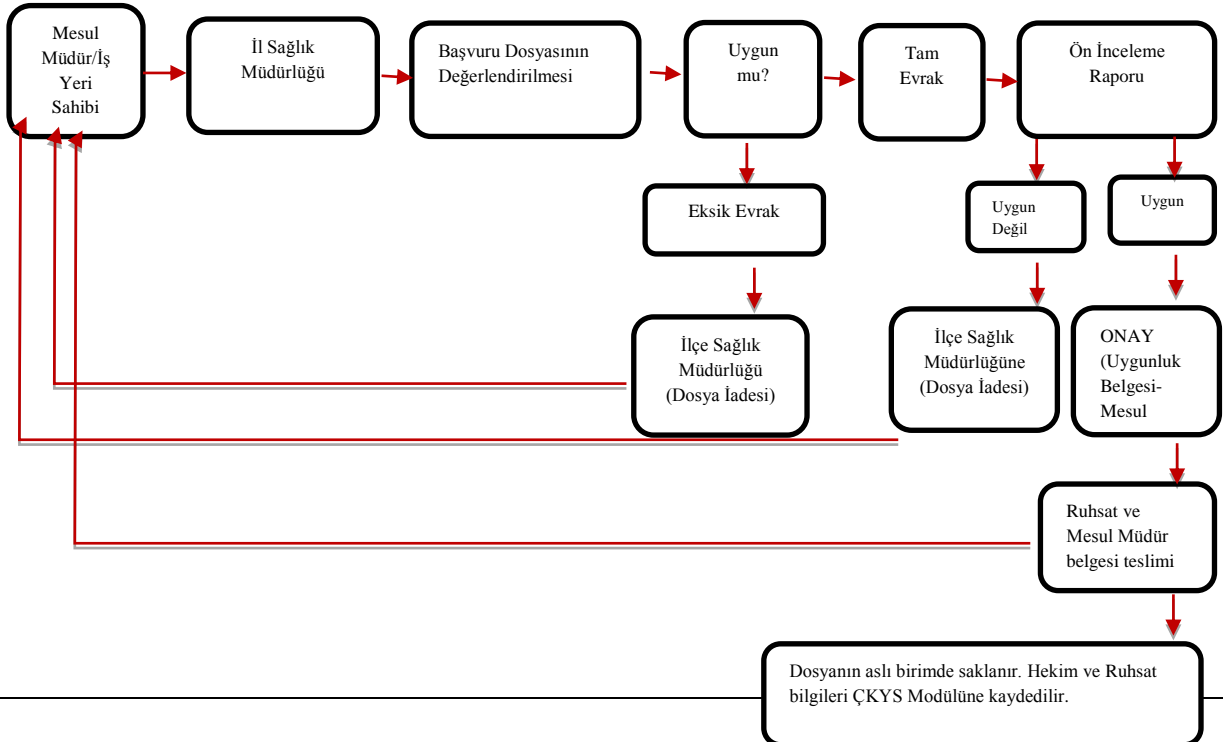 Mesul
Müdür/İş
Yeri
Sahibi
İl Sağlık
Müdürlüğü
Başvuru Dosyasının
Değerlendirilmesi
Uygun
mu?
Tam
Evrak
Ön İnceleme
Raporu
Eksik Evrak
Uygun
Değil
Uygun
İlçe Sağlık
Müdürlüğü
(Dosya İadesi)
İlçe Sağlık
Müdürlüğüne
(Dosya İadesi)
ONAY
(Uygunluk
Belgesi-
Mesul
Ruhsat ve
Mesul Müdür
belgesi teslimi
Dosyanın aslı birimde saklanır. Hekim ve Ruhsat
bilgileri ÇKYS Modülüne kaydedilir.